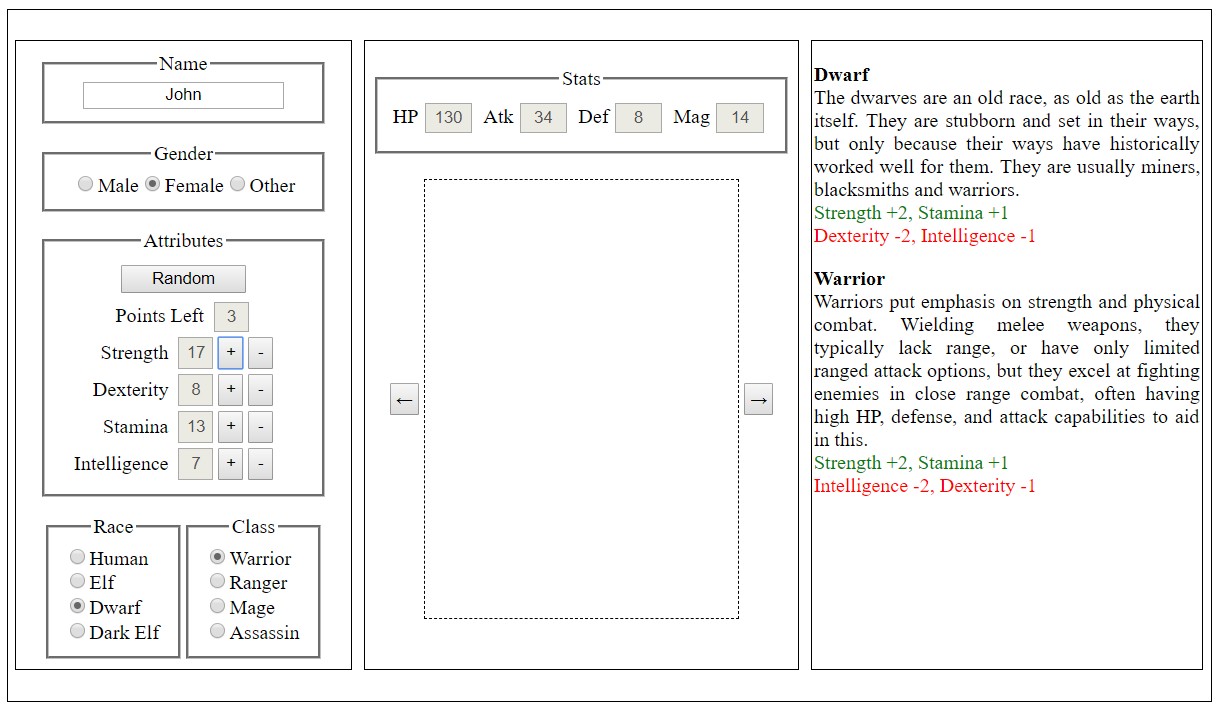 Name
John
Gender
Male Female Other
Attributes
Random
Points Left 3
Strength 17 + -
Dexterity 8 + -
Stamina 13 + -
Intelligence 7 + -
Race
Human
Elf
Dwarf
Dark Elf
Class
Warrior
Ranger
Mage
Assassin
Stats
HP 130 Atk 34 Def 8 Mag 14
← →
Dwarf
The dwarves are an old race, as old as the earth
itself. They are stubborn and set in their ways,
but only because their ways have historically
worked well for them. They are usually miners,
blacksmiths and warriors.
Strength +2, Stamina +1
Dexterity -2, Intelligence -1
Warrior
Warriors put emphasis on strength and physical
combat. Wielding melee weapons, they
typically lack range, or have only limited
ranged attack options, but they excel at fighting
enemies in close range combat, often having
high HP, defense, and attack capabilities to aid
in this.
Strength +2, Stamina +1
Intelligence -2, Dexterity -1